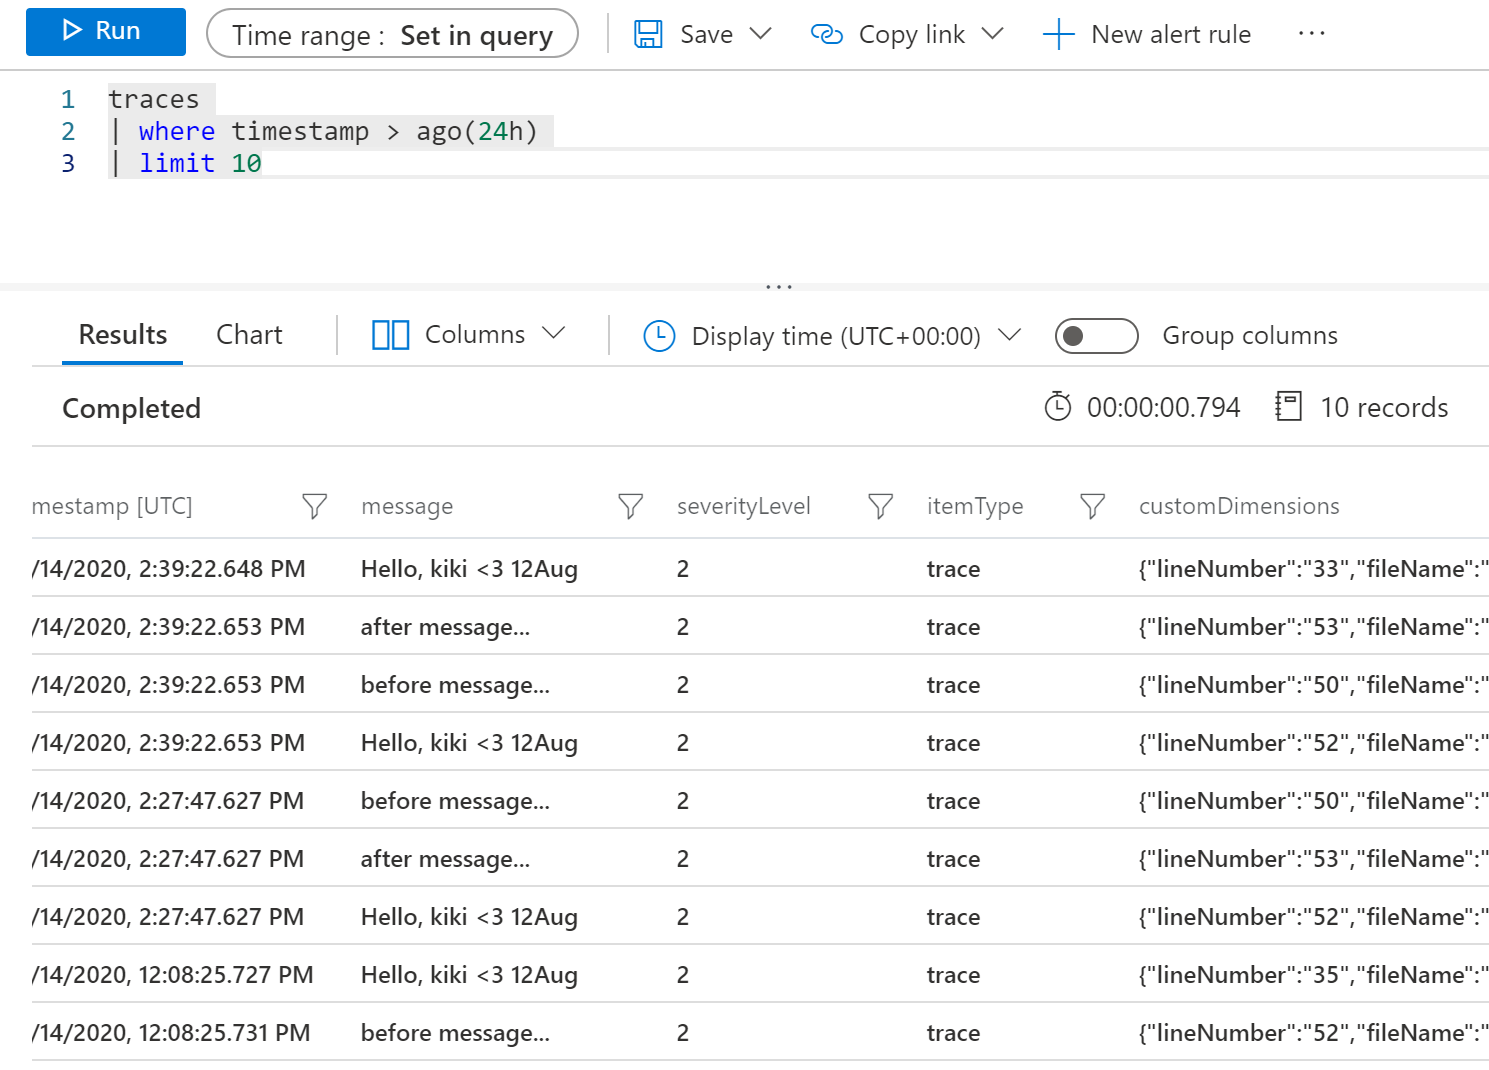 Run Time range : Set in query Save Copy link New alert rule ...
1 traces
2 | where timestamp > ago(24h)
3 | limit 10
Results Chart Columns Display time (UTC+00:00) Group columns
Completed 00:00:00.794 10 records
mestamp [UTC] message severityLevel itemType customDimensions
/14/2020, 2:39:22.648 PM Hello, kiki <3 12Aug 2 trace {"lineNumber":"33","fileName":"
/14/2020, 2:39:22.653 PM after message... 2 trace {"lineNumber":"53","fileName":"
/14/2020, 2:39:22.653 PM before message... 2 trace {"lineNumber":"50","fileName":"
/14/2020, 2:39:22.653 PM Hello, kiki <3 12Aug 2 trace {"lineNumber":"52","fileName":"
/14/2020, 2:27:47.627 PM before message... 2 trace {"lineNumber":"50","fileName":"
/14/2020, 2:27:47.627 PM after message... 2 trace {"lineNumber":"53","fileName":"
/14/2020, 2:27:47.627 PM Hello, kiki <3 12Aug 2 trace {"lineNumber":"52","fileName":"
/14/2020, 12:08:25.727 PM Hello, kiki <3 12Aug 2 trace {"lineNumber":"35","fileName":"
/14/2020, 12:08:25.731 PM before message... 2 trace {"lineNumber":"52","fileName":"